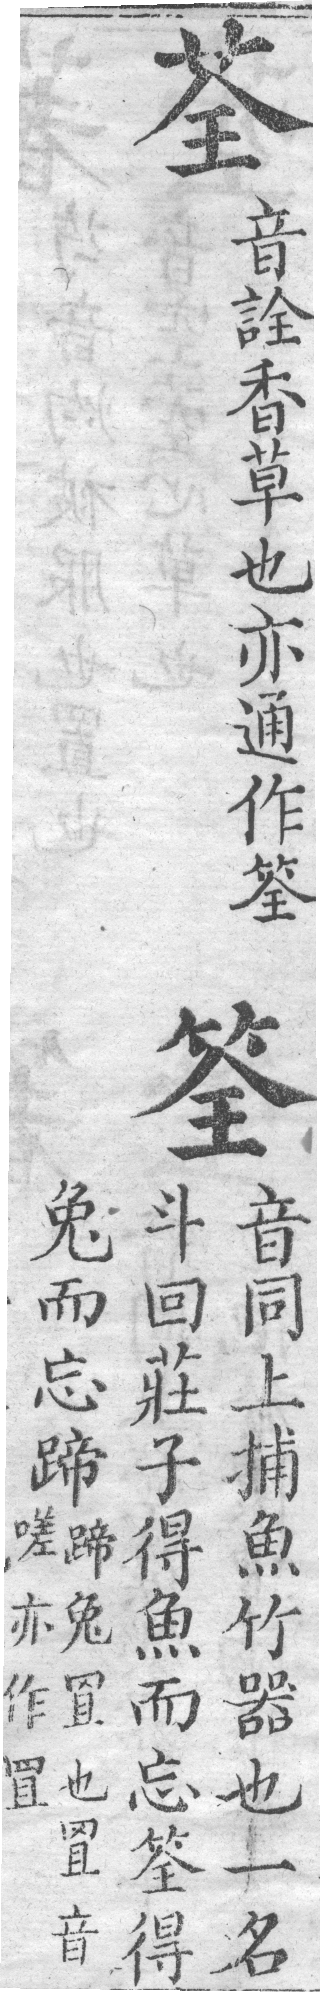 荃
音詮香草也亦通作筌
筌
音同上捕魚竹器也一名
斗回莊子得魚而忘筌得
兔而忘蹄
蹄兔罝也罝音
嗟亦作罝